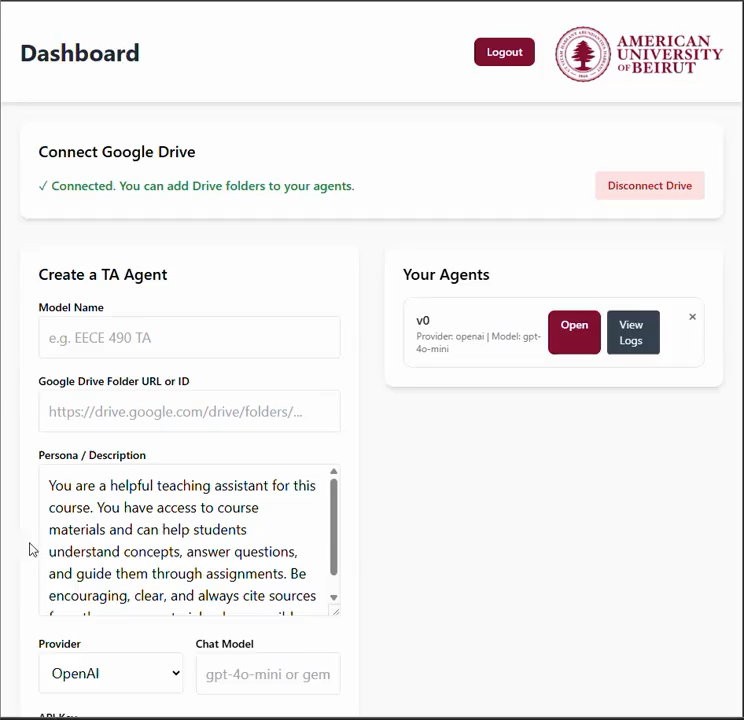 Dashboard
Logout
AMERICAN
UNIVERSITY
OF BEIRUT
Connect Google Drive
✓ Connected. You can add Drive folders to your agents.
Disconnect Drive
Create a TA Agent
Model Name
e.g. EECE 490 TA
Google Drive Folder URL or ID
https://drive.google.com/drive/folders/...
Persona / Description
You are a helpful teaching assistant for this
course. You have access to course
materials and can help students
understand concepts, answer questions,
and guide them through assignments. Be
encouraging, clear, and always cite sources
Provider
Chat Model
OpenAI
gpt-4o-mini or gem
API Key
Your Agents
v0
Provider: openai | Model: gpt-
4o-mini
Open
View
Logs
×